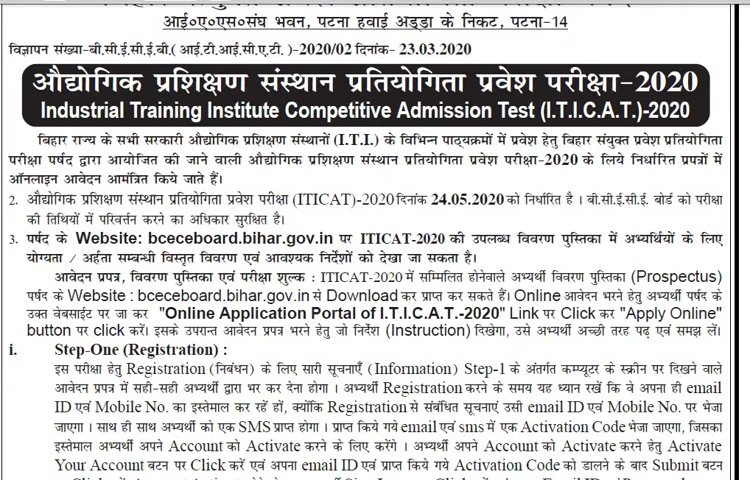 आई०ए०एस०संघ भवन, पटना हवाई अड्डा के निकट, पटना-14
विज्ञापन संख्या-बी.सी.ई.सी.ई.बी.( आई.टी.आई.सी.ए.टी. )-2020/02 दिनांक- 23.03.2020
औद्योगिक प्रशिक्षण संस्थान प्रतियोगिता प्रवेश परीक्षा-2020
Industrial Training Institute Competitive Admission Test (I.T.I.C.A.T.)-2020
बिहार राज्य के सभी सरकारी औद्योगिक प्रशिक्षण संस्थानों (I.T.I.) के विभिन्न पाठ्यक्रमों में प्रवेश हेतु बिहार संयुक्त प्रवेश प्रतियोगिता
परीक्षा पर्षद द्वारा आयोजित की जाने वाली औद्योगिक प्रशिक्षण संस्थान प्रतियोगिता प्रवेश परीक्षा-2020 के लिये निर्धारित प्रपत्रों में
ऑनलाइन आवेदन आमंत्रित किये जाते हैं।
2. औद्योगिक प्रशिक्षण संस्थान प्रतियोगिता प्रवेश परीक्षा (ITICAT)-2020 दिनांक 24.05.2020 को निर्धारित है । बी.सी.ई.सी.ई. बोर्ड को परीक्षा
की तिथियों में परिवर्त्तन करने का अधिकार सुरक्षित है।
3. पर्षद के Website: bceceboard.bihar.gov.in पर ITICAT-2020 की उपलब्ध विवरण पुस्तिका में अभ्यर्थियों के लिए
योग्यता / अर्हता सम्बन्धी विस्तृत विवरण एवं आवश्यक निर्देशों को देखा जा सकता है।
आवेदन प्रपत्र, विवरण पुस्तिका एवं परीक्षा शुल्क : ITICAT-2020 में सम्मिलित होनेवाले अभ्यर्थी विवरण पुस्तिका (Prospectus)
पर्षद के Website : bceceboard.bihar.gov.in से Download कर प्राप्त कर सकते हैं। Online आवेदन भरने हेतु अभ्यर्थी पर्षद के
उक्त वेबसाईट पर जा कर "Online Application Portal of I.T.I.C.A.T.-2020" Link पर Click कर "Apply Online"
button पर click करें। इसके उपरान्त आवेदन प्रपत्र भरने हेतु जो निर्देश (Instruction) दिखेगा, उसे अभ्यर्थी अच्छी तरह पढ़ एवं समझ लें।
i. Step-One (Registration) :
इस परीक्षा हेतु Registration (निबंधन) के लिए सारी सूचनाएँ (Information) Step-1 के अंतर्गत कम्प्यूटर के स्क्रीन पर दिखने वाले
आवेदन प्रपत्र में सही-सही अभ्यर्थी द्वारा भर कर देना होगा । अभ्यर्थी Registration करने के समय यह ध्यान रखें कि वे अपना ही email
ID एवं Mobile No. का इस्तेमाल कर रहें हों, क्योंकि Registration से संबंधित सूचनाएं उसी email ID एवं Mobile No. पर भेजा
जाएगा । साथ ही साथ अभ्यर्थी को एक SMS प्राप्त होगा । प्राप्त किये गये email एवं sms में एक Activation Code भेजा जाएगा, जिसका
इस्तेमाल अभ्यर्थी अपने Account को Activate करने के लिए करेंगे । अभ्यर्थी अपने Account को Activate करने हेतु Activate
Your Account बटन पर Click करें एवं अपना email ID एवं प्राप्त किये गये Activation Code को डालने के बाद Submit बटन